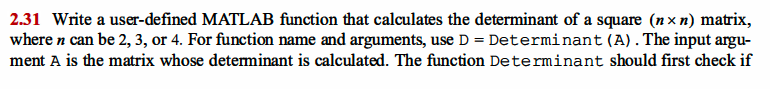 2.31 Write a user-defined MATLAB function that calculates the determinant of a square (n × n) matrix,
where n can be 2, 3, or 4. For function name and arguments, use D = Determinant(A). The input argu-
ment A is the matrix whose determinant is calculated. The function Determinant should first check if